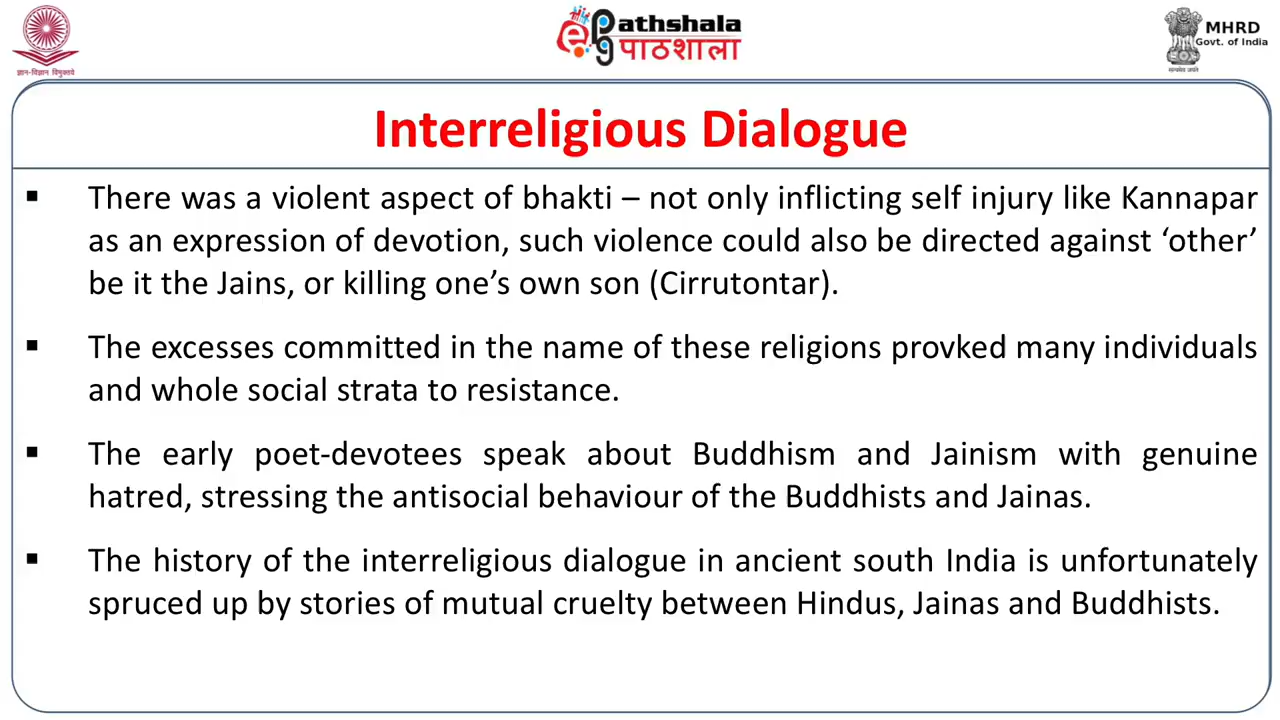 ज्ञान-विज्ञान विमुक्तये
epg Pathshala
पाठशाला
MHRD
Govt. of India
सत्यमेव जयते
Interreligious Dialogue
▪ There was a violent aspect of bhakti – not only inflicting self injury like Kannapar
as an expression of devotion, such violence could also be directed against ‘other’
be it the Jains, or killing one’s own son (Cirrutontar).
▪ The excesses committed in the name of these religions provked many individuals
and whole social strata to resistance.
▪ The early poet-devotees speak about Buddhism and Jainism with genuine
hatred, stressing the antisocial behaviour of the Buddhists and Jainas.
▪ The history of the interreligious dialogue in ancient south India is unfortunately
spruced up by stories of mutual cruelty between Hindus, Jainas and Buddhists.